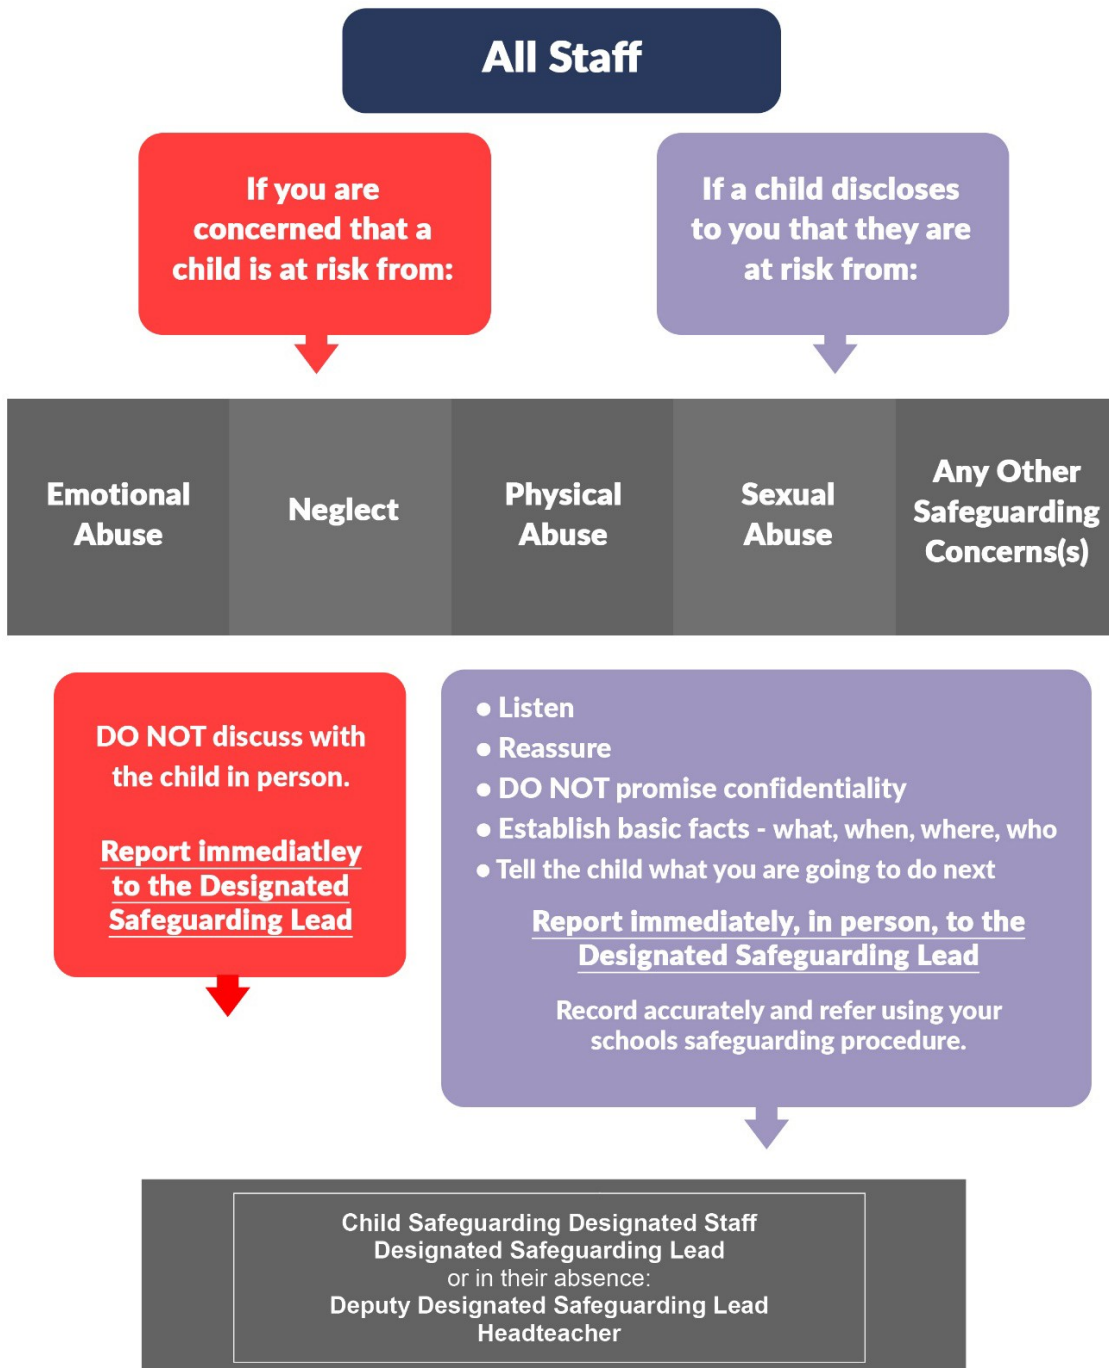 All Staff
If you are
concerned that a
child is at risk from:
If a child discloses
to you that they are
at risk from:
Emotional
Abuse
Neglect
Physical
Abuse
Sexual
Abuse
Any Other
Safeguarding
Concerns(s)
DO NOT discuss with
the child in person.
Report immediatley
to the Designated
Safeguarding Lead
● Listen
● Reassure
● DO NOT promise confidentiality
● Establish basic facts - what, when, where, who
● Tell the child what you are going to do next
Report immediately, in person, to the
Designated Safeguarding Lead
Record accurately and refer using your
schools safeguarding procedure.
Child Safeguarding Designated Staff
Designated Safeguarding Lead
or in their absence:
Deputy Designated Safeguarding Lead
Headteacher